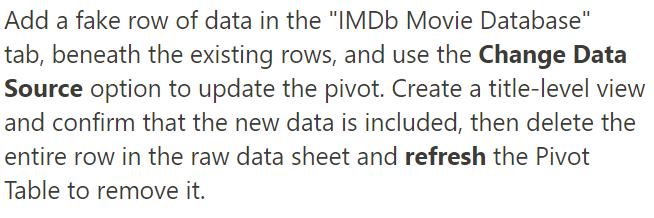 Add a fake row of data in the "IMDb Movie Database"
tab, beneath the existing rows, and use the Change Data
Source option to update the pivot. Create a title-level view
and confirm that the new data is included, then delete the
entire row in the raw data sheet and refresh the Pivot
Table to remove it.